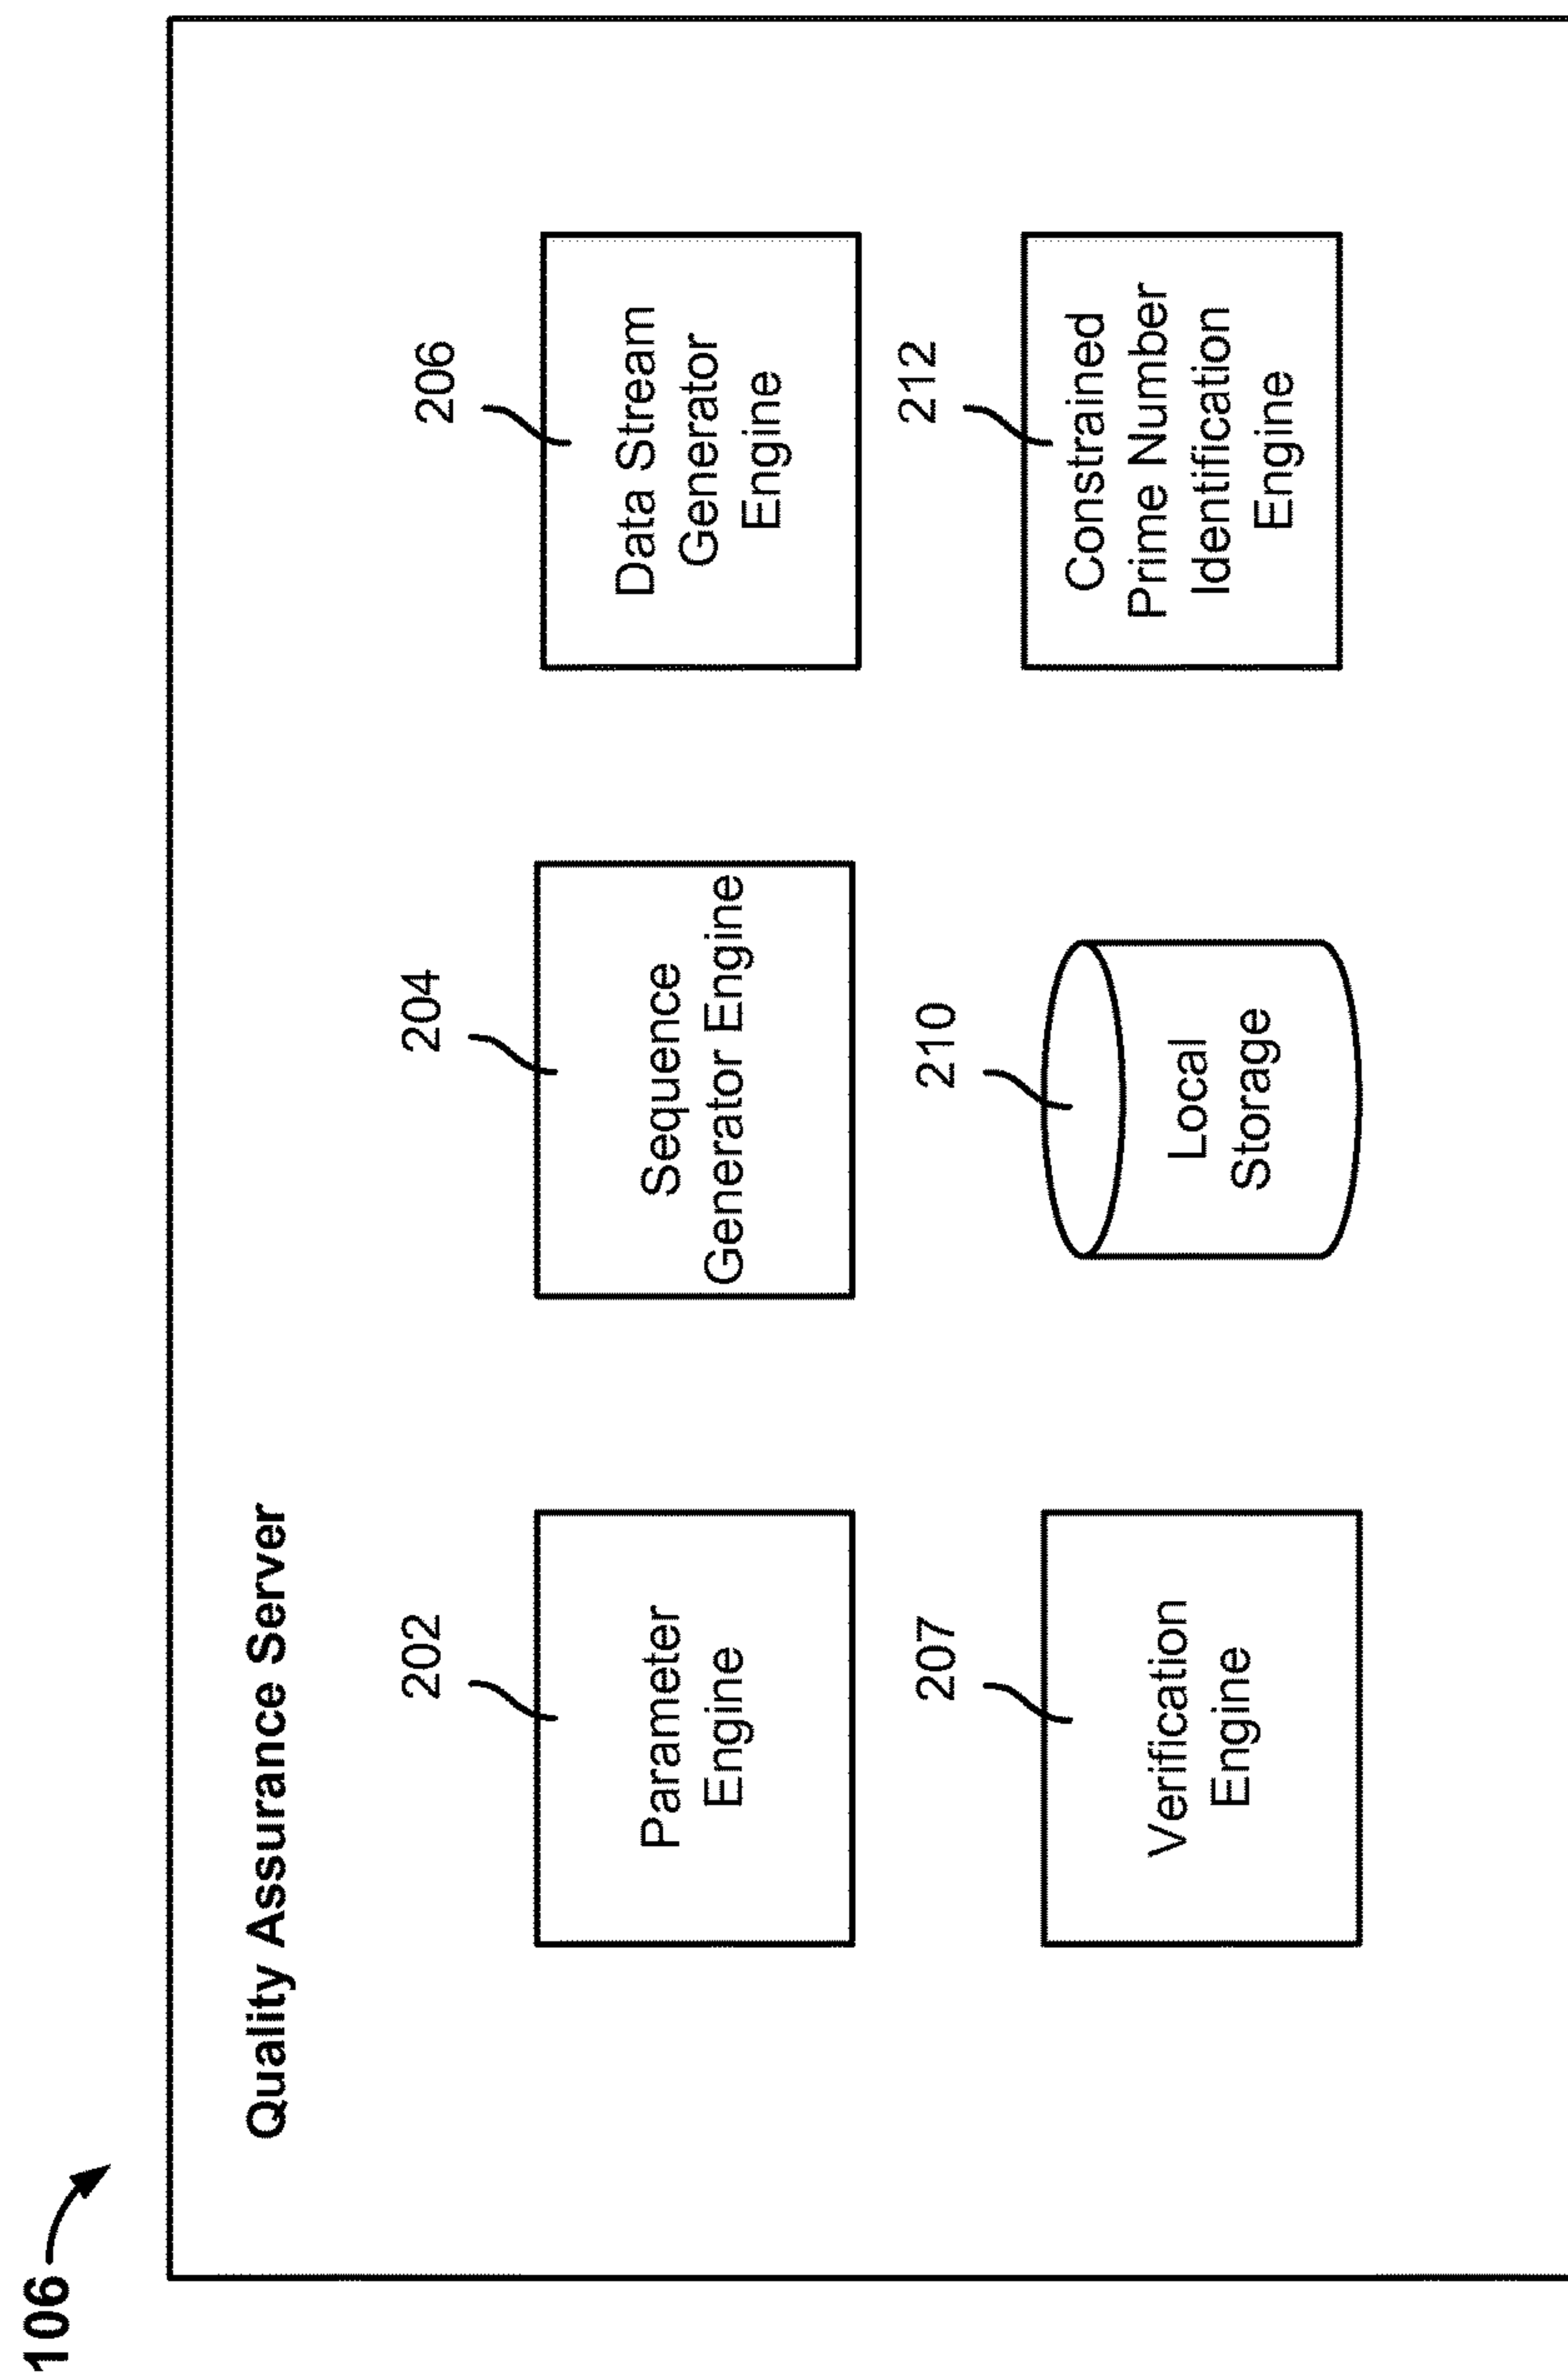 106
Quality Assurance Server
202
204
206
Parameter
Engine
Sequence
Generator Engine
Data Stream
Generator
Engine
207
210
212
Verification
Engine
Local
Storage
Constrained
Prime Number
Identification
Engine